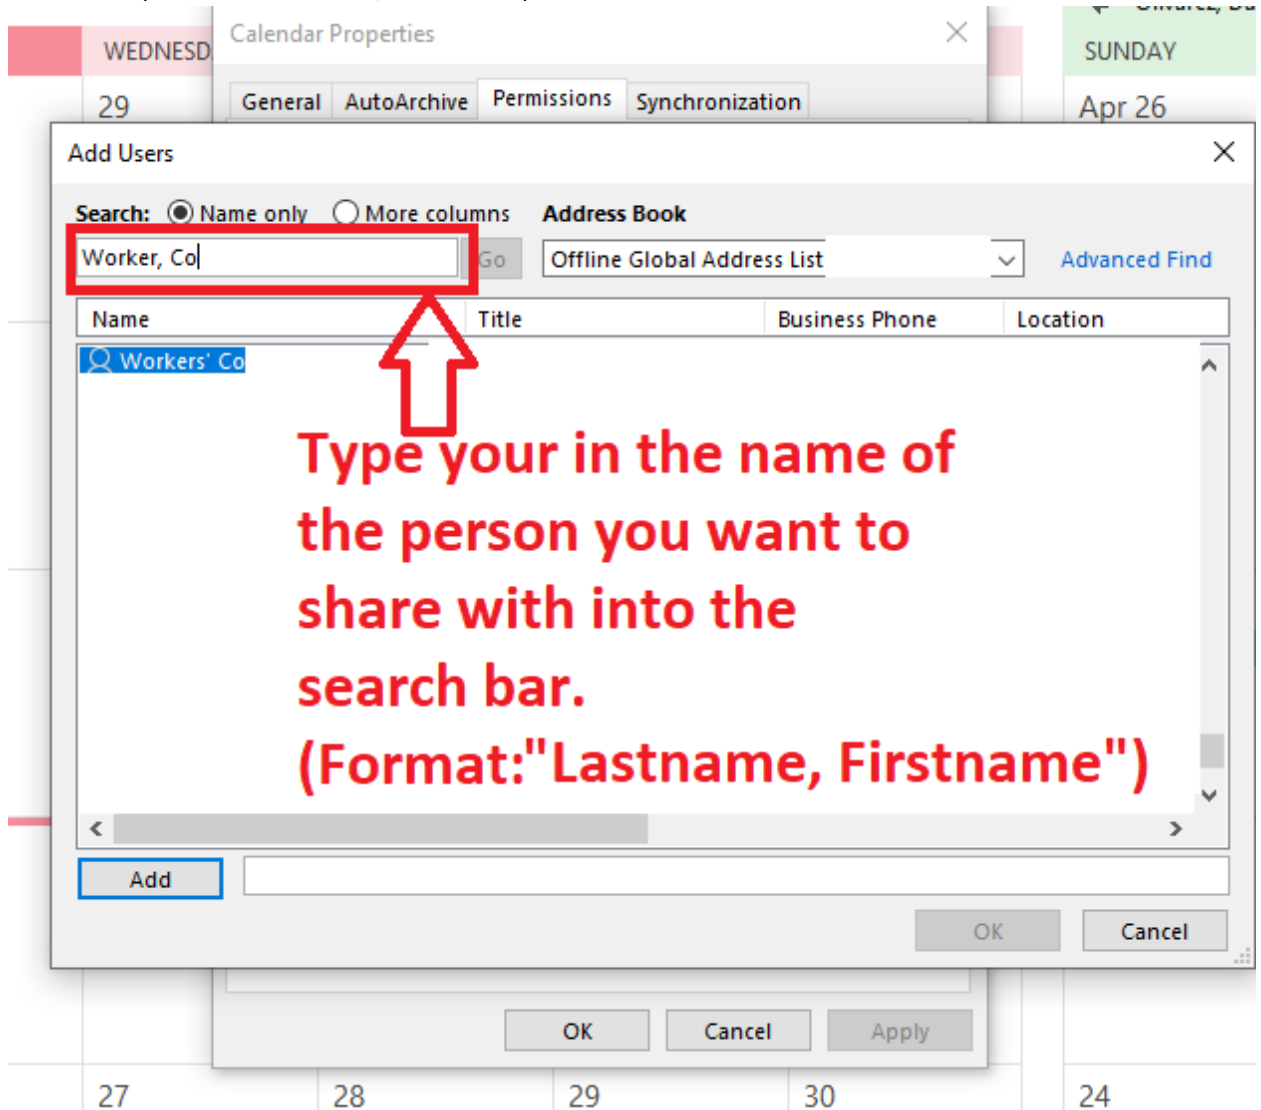 Calendar Properties
WEDNESD
SUNDAY
General AutoArchive Permissions Synchronization
29
Apr 26
Add Users
Search: Name only More columns Address Book
Worker, Co
Go
Offline Global Address List
Advanced Find
Name Title Business Phone Location
Workers' Co
Type your in the name of
the person you want to
share with into the
search bar.
(Format:"Lastname, Firstname")
Add
OK Cancel
OK Cancel Apply
27 28 29 30 24